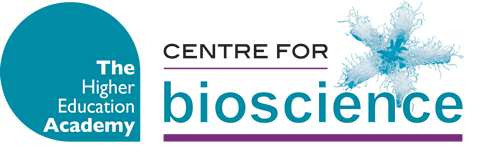 The
Higher
Education
Academy
CENTRE FOR
bioscience